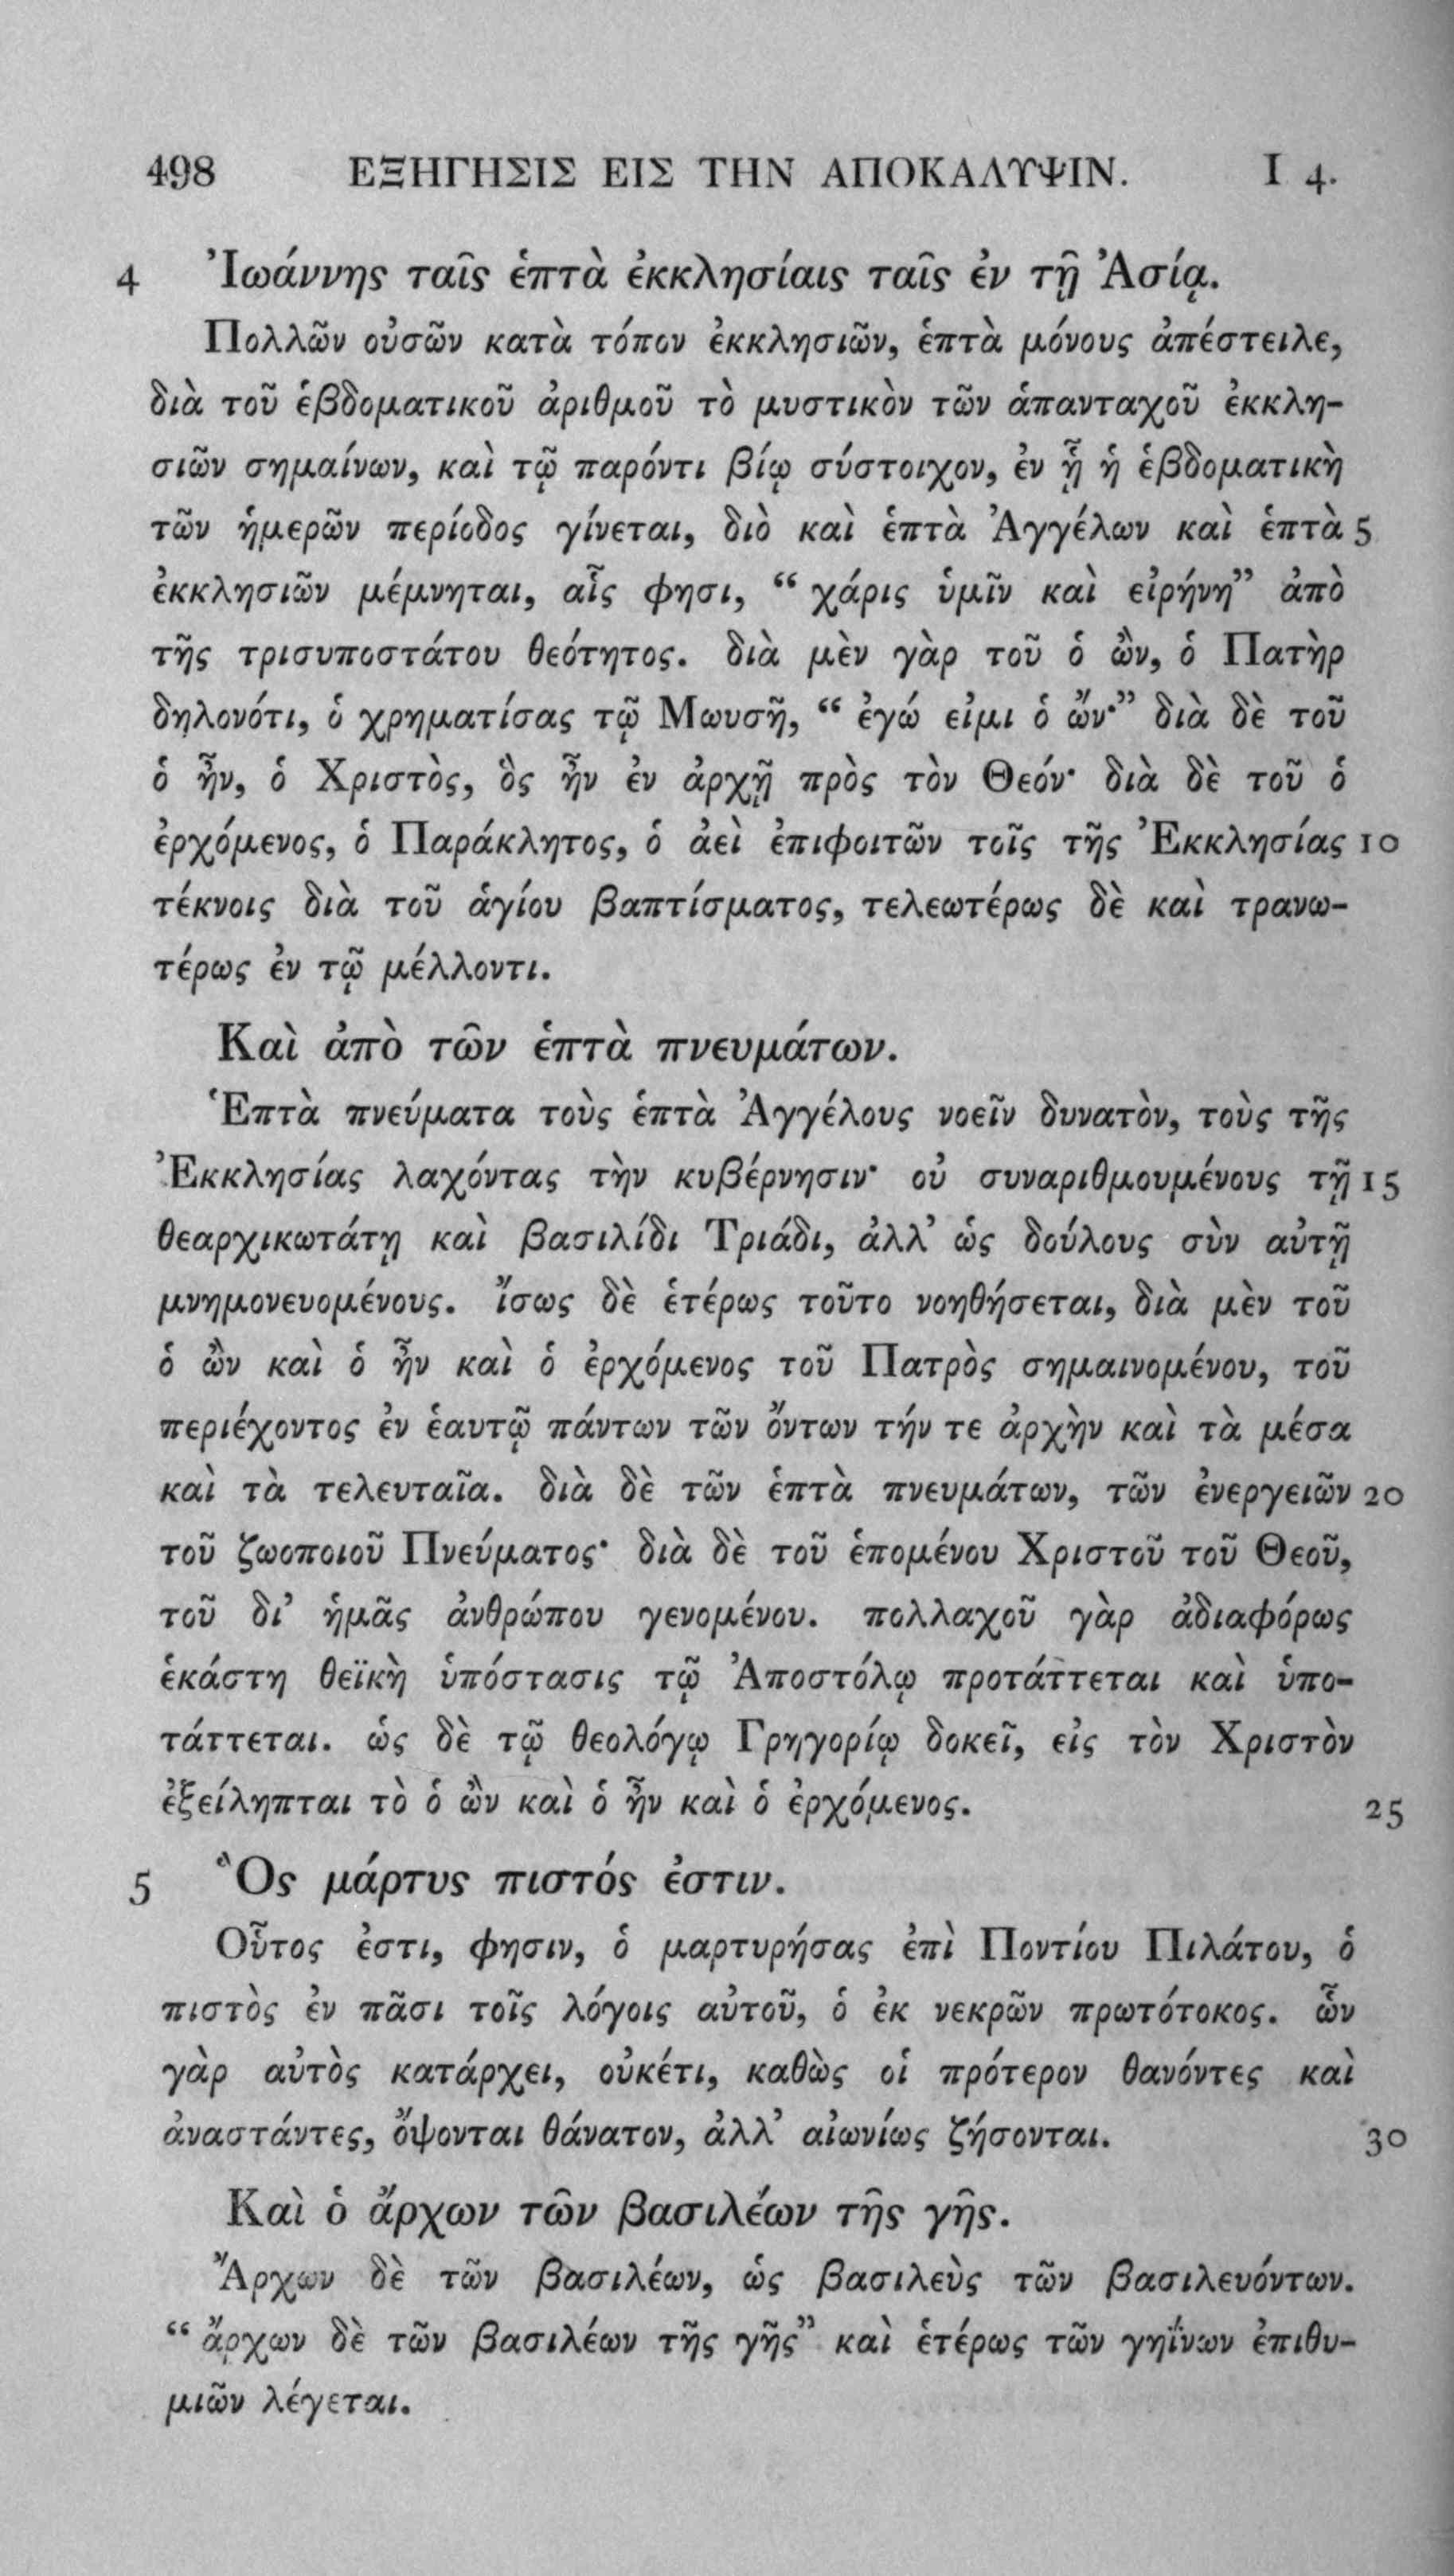 498 ΕΞΗΓΗΣΙΣ ΕΙΣ ΤΗΝ ΑΠΟΚΑΛΥΨΙΝ. I 4.
4 Ἰωάννης ταῖς ἑπτὰ ἐκκλησίαις ταῖς ἐν τῇ Ἀσίᾳ.
Πολλῶν οὐσῶν κατὰ τόπον ἐκκλησιῶν, ἑπτὰ μόνους ἀπέστειλε,
διὰ τοῦ ἑβδοματικοῦ ἀριθμοῦ τὸ μυστικὸν τῶν ἁπανταχοῦ ἐκκλη-
σιῶν σημαίνων, καὶ τῷ παρόντι βίῳ σύστοιχον, ἐν ᾗ ἡ ἑβδοματικὴ
τῶν ἡμερῶν περίοδος γίνεται, διὸ καὶ ἑπτὰ Ἀγγέλων καὶ ἑπτὰ 5
ἐκκλησιῶν μέμνηται, αἷς φησι, “ χάρις ὑμῖν καὶ εἰρήνη” ἀπὸ
τῆς τρισυποστάτου θεότητος. διὰ μὲν γὰρ τοῦ ὁ ὢν, ὁ Πατὴρ
δηλονότι, ὁ χρηματίσας τῷ Μωυσῇ, “ ἐγώ εἰμι ὁ ὤν·” διὰ δὲ τοῦ
ὁ ἦν, ὁ Χριστὸς, ὃς ἦν ἐν ἀρχῇ πρὸς τὸν Θεόν· διὰ δὲ τοῦ ὁ
ἐρχόμενος, ὁ Παράκλητος, ὁ ἀεὶ ἐπιφοιτῶν τοῖς τῆς Ἐκκλησίας 10
τέκνοις διὰ τοῦ ἁγίου βαπτίσματος, τελεωτέρως δὲ καὶ τρανω-
τέρως ἐν τῷ μέλλοντι.
Καὶ ἀπὸ τῶν ἑπτὰ πνευμάτων.
Ἑπτὰ πνεύματα τοὺς ἑπτὰ Ἀγγέλους νοεῖν δυνατὸν, τοὺς τῆς
Ἐκκλησίας λαχόντας τὴν κυβέρνησιν· οὐ συναριθμουμένους τῇ 15
θεαρχικωτάτῃ καὶ βασιλίδι Τριάδι, ἀλλ’ ὡς δούλους σὺν αὐτῇ
μνημονευομένους. ἴσως δὲ ἑτέρως τοῦτο νοηθήσεται, διὰ μὲν τοῦ
ὁ ὢν καὶ ὁ ἦν καὶ ὁ ἐρχόμενος τοῦ Πατρὸς σημαινομένου, τοῦ
περιέχοντος ἐν ἑαυτῷ πάντων τῶν ὄντων τήν τε ἀρχὴν καὶ τὰ μέσα
καὶ τὰ τελευταῖα. διὰ δὲ τῶν ἑπτὰ πνευμάτων, τῶν ἐνεργειῶν 20
τοῦ ζωοποιοῦ Πνεύματος· διὰ δὲ τοῦ ἑπομένου Χριστοῦ τοῦ Θεοῦ,
τοῦ δι’ ἡμᾶς ἀνθρώπου γενομένου. πολλαχοῦ γὰρ ἀδιαφόρως
ἑκάστη θεϊκὴ ὑπόστασις τῷ Ἀποστόλῳ προτάττεται καὶ ὑπο-
τάττεται. ὡς δὲ τῷ θεολόγῳ Γρηγορίῳ δοκεῖ, εἰς τὸν Χριστὸν
ἐξείληπται τὸ ὁ ὢν καὶ ὁ ἦν καὶ ὁ ἐρχόμενος. 25
5 Ὃς μάρτυς πιστός ἐστιν.
Οὗτος ἐστι, φησιν, ὁ μαρτυρήσας ἐπὶ Ποντίου Πιλάτου, ὁ
πιστὸς ἐν πᾶσι τοῖς λόγοις αὐτοῦ, ὁ ἐκ νεκρῶν πρωτότοκος. ὧν
γὰρ αὐτὸς κατάρχει, οὐκέτι, καθὼς οἱ πρότερον θανόντες καὶ
ἀναστάντες, ὄψονται θάνατον, ἀλλ’ αἰωνίως ζήσονται. 30
Καὶ ὁ ἄρχων τῶν βασιλέων τῆς γῆς.
Ἄρχων δὲ τῶν βασιλέων, ὡς βασιλεὺς τῶν βασιλευόντων.
“ ἄρχων δὲ τῶν βασιλέων τῆς γῆς” καὶ ἑτέρως τῶν γηΐνων ἐπιθυ-
μιῶν λέγεται.